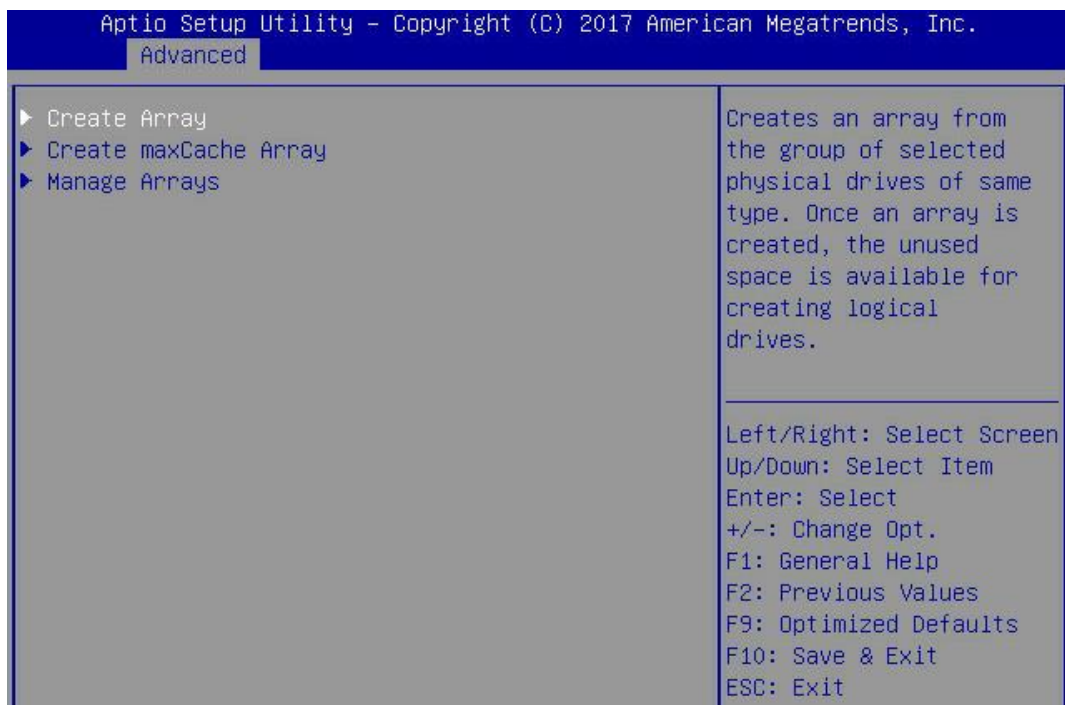 Aptio Setup Utility – Copyright (C) 2017 American Megatrends, Inc.
Advanced
Create Array
Create maxCache Array
Manage Arrays
Creates an array from
the group of selected
physical drives of same
type. Once an array is
created, the unused
space is available for
creating logical
drives.
Left/Right: Select Screen
Up/Down: Select Item
Enter: Select
+/-: Change Opt.
F1: General Help
F2: Previous Values
F9: Optimized Defaults
F10: Save & Exit
ESC: Exit